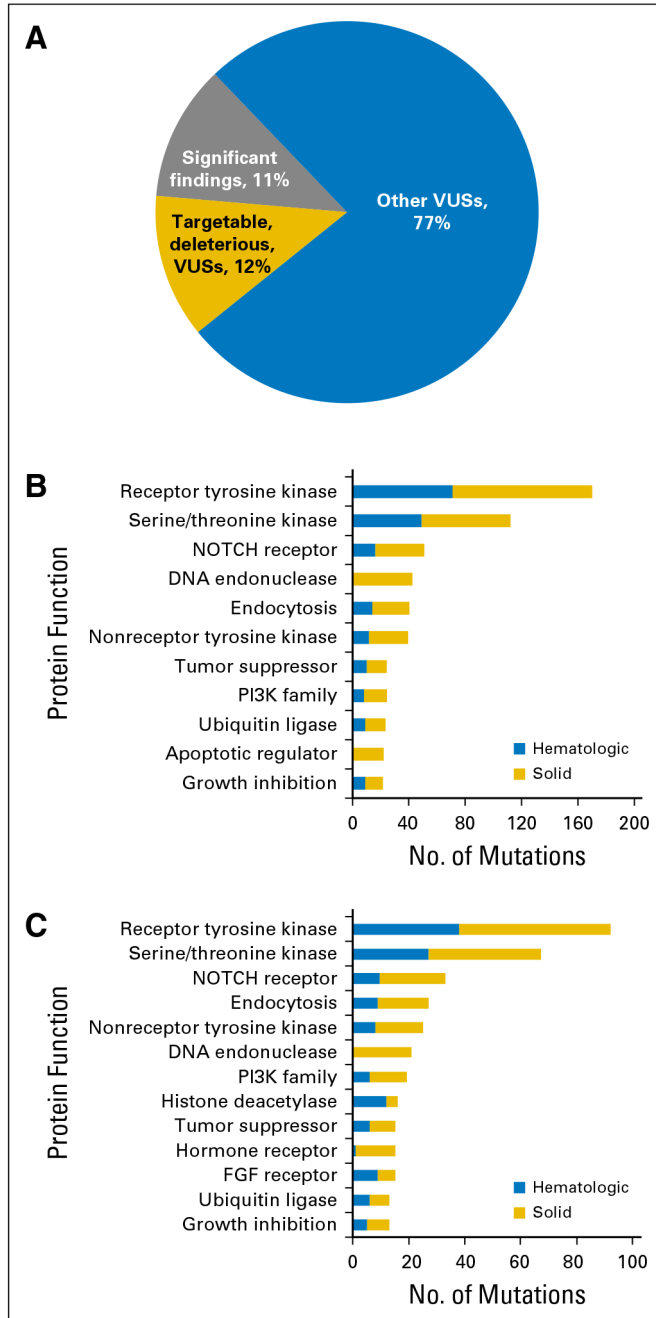 A
Significant
findings, 11%
Other VUSs,
77%
Targetable,
deleterious,
VUSs, 12%
B
Protein Function
Receptor tyrosine kinase
Serine/threonine kinase
NOTCH receptor
DNA endonuclease
Endocytosis
Nonreceptor tyrosine kinase
Tumor suppressor
PI3K family
Ubiquitin ligase
Apoptotic regulator
Growth inhibition
Hematologic
Solid
0 40 80 120 160 200
No. of Mutations
C
Protein Function
Receptor tyrosine kinase
Serine/threonine kinase
NOTCH receptor
Endocytosis
Nonreceptor tyrosine kinase
DNA endonuclease
PI3K family
Histone deacetylase
Tumor suppressor
Hormone receptor
FGF receptor
Ubiquitin ligase
Growth inhibition
Hematologic
Solid
0 20 40 60 80 100
No. of Mutations